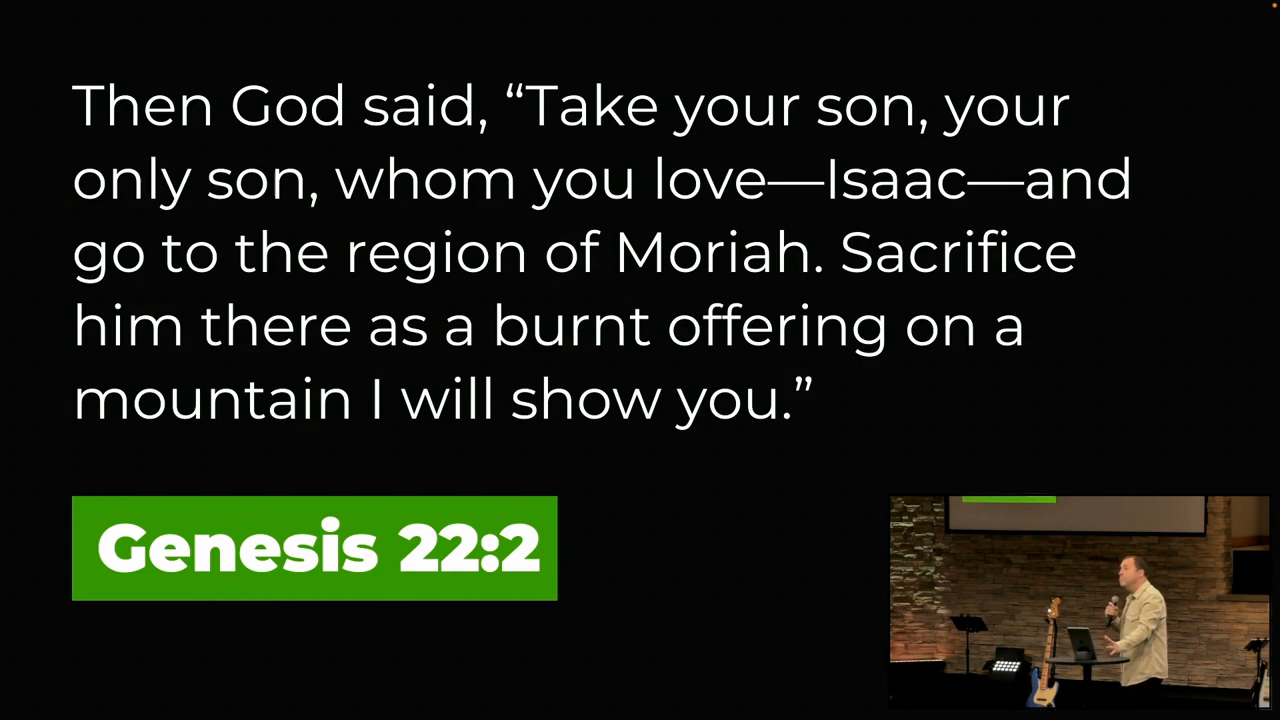 Then God said, “Take your son, your
only son, whom you love—Isaac—and
go to the region of Moriah. Sacrifice
him there as a burnt offering on a
mountain I will show you.”
Genesis 22:2